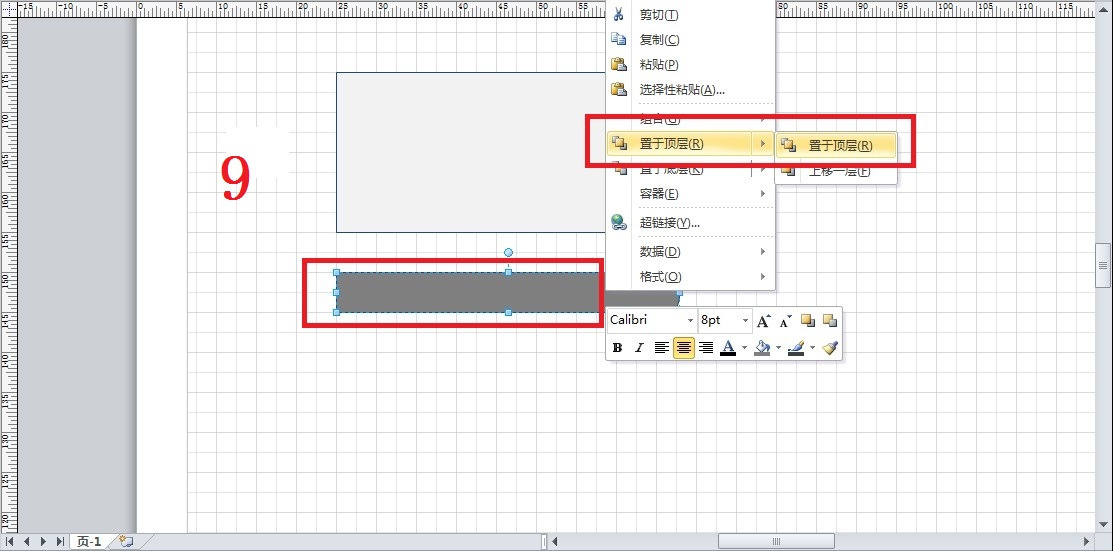 -15 -10 -5 0 5 10 15 20 25 30 35 40 45 50 55 80 85 90 95 100 105 110 115
剪切(T)
复制(C)
粘贴(P)
选择性粘贴(A)...
组合(G)
置于顶层(R)
置于顶层(R)
置于底层(K)
上移一层(F)
容器(E)
超链接(Y)...
数据(D)
格式(O)
180
175
170
165
160
155
150
145
140
135
130
125
120
9
Calibri 8pt A A
B I A
页-1